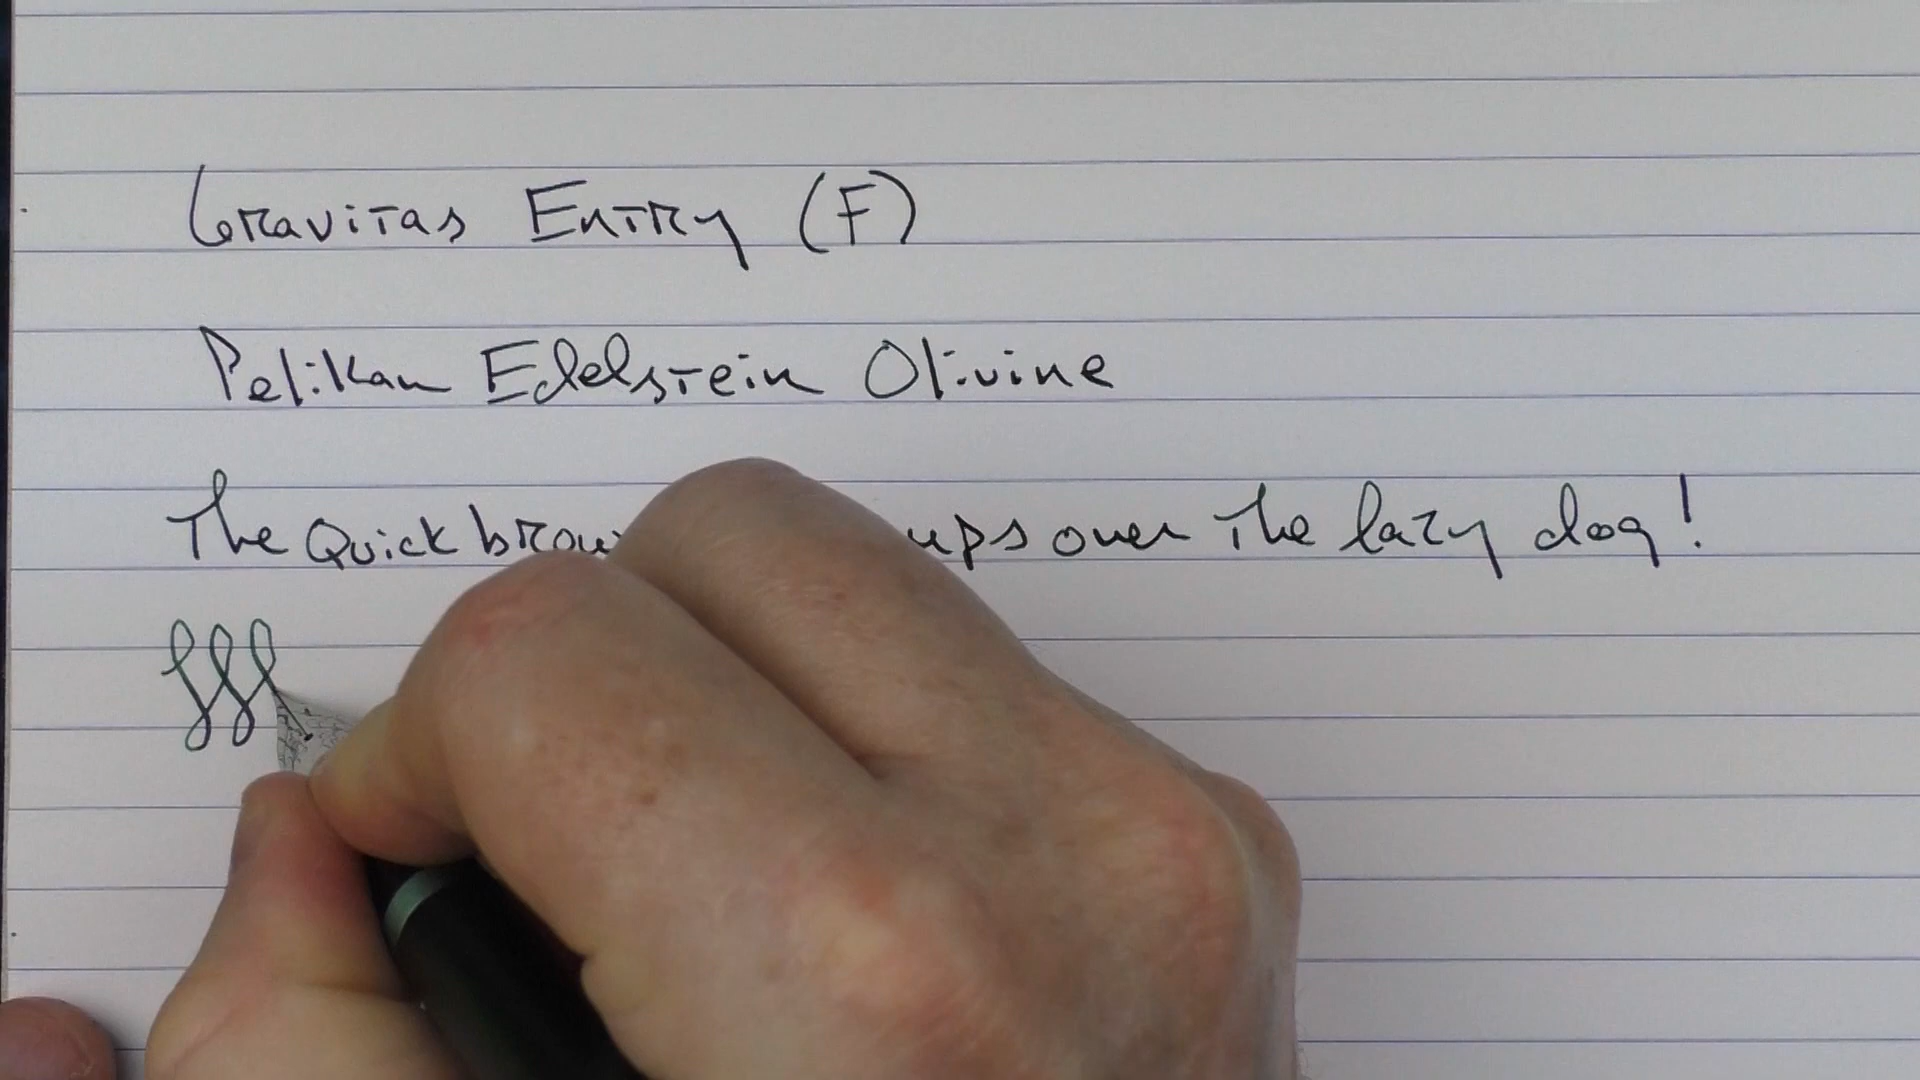 Gravitas Entry (F)
Pelikan Edelstein Olivine
The Quick brow ups over The lazy dog!